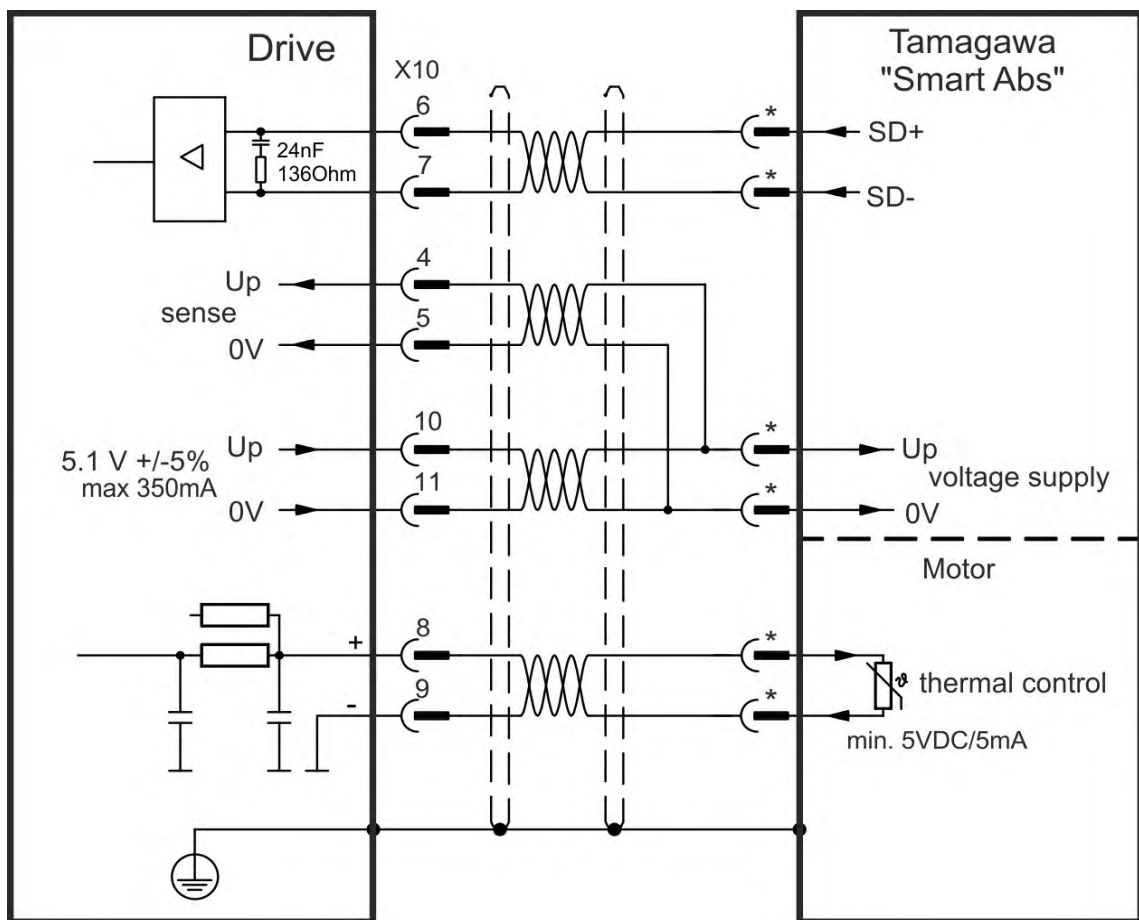 Drive
X10
Tamagawa
"Smart Abs"
6
*
SD+
24nF
136Ohm
7
*
SD-
4
Up
sense
5
0V
10
*
Up
Up
5.1 V +/-5%
max 350mA
voltage supply
11
*
0V
0V
Motor
8
*
+
ϑ thermal control
9
*
-
min. 5VDC/5mA